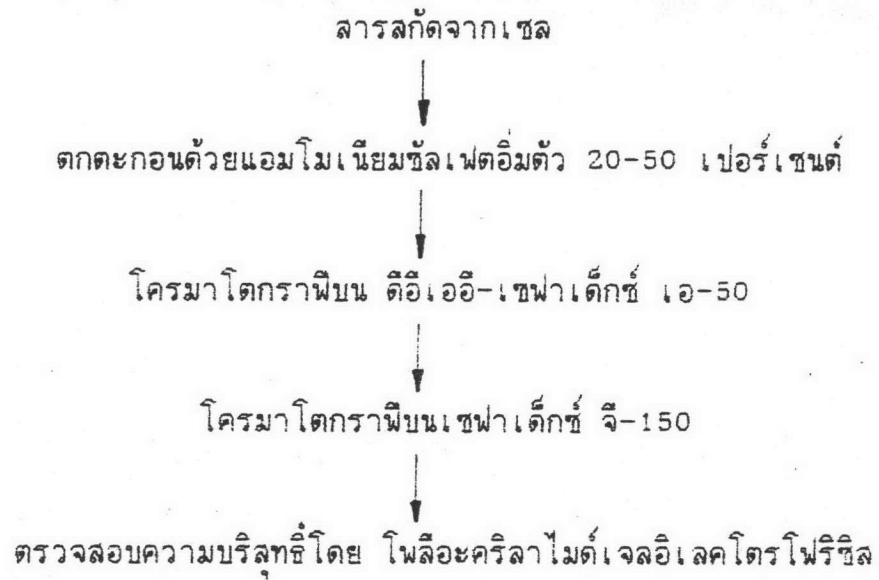 สารสกัดจากเซล
ตกตะกอนด้วยแอมโมเนียมซัลเฟตอิ่มตัว 20-50 เปอร์เซนต์
โครมาโตกราฟีบน ดีอีเออี-เซฟาเด็กซ์ เอ-50
โครมาโตกราฟีบนเซฟาเด็กซ์ จี-150
ตรวจสอบความบริสุทธิ์โดย โพลีอะคริลาไมด์เจลอิเลคโตรโฟริซิส